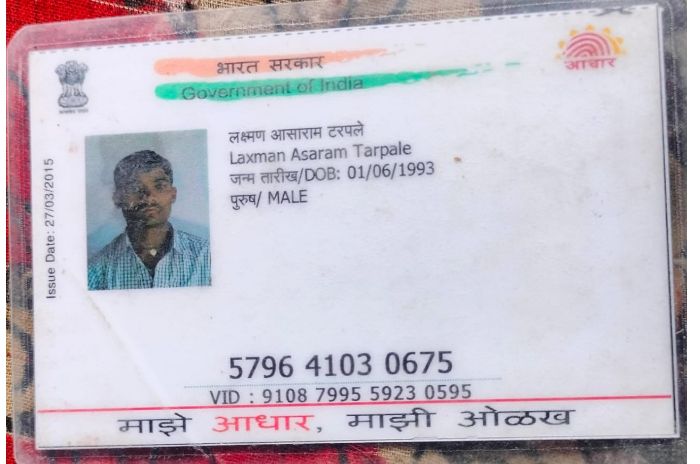 भारत सरकार
Government of India
आधार
लक्ष्मण आसाराम टरपले
Laxman Asaram Tarpale
जन्म तारीख/DOB: 01/06/1993
पुरुष/ MALE
Issue Date: 27/03/2015
5796 4103 0675
VID : 9108 7995 5923 0595
माझे आधार, माझी ओळख